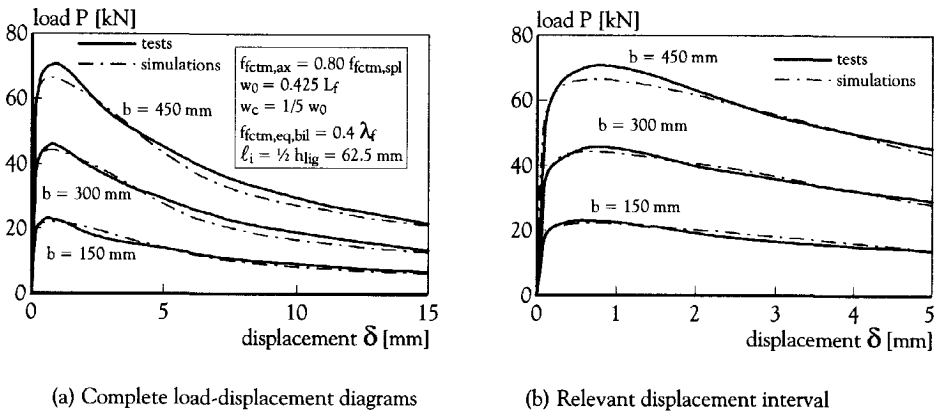 load P [kN]
80
60
40
20
0
tests
simulations
f_fctm,ax = 0.80 f_fctm,spl
w₀ = 0.425 L_f
w_c = 1/5 w₀
f_fctm,eq,bil = 0.4 λ_f
ℓ_i = ½ h_lig = 62.5 mm
b = 450 mm
b = 300 mm
b = 150 mm
0 5 10 15
displacement δ [mm]
(a) Complete load-displacement diagrams
load P [kN]
80
60
40
20
0
b = 450 mm
tests
simulations
b = 300 mm
b = 150 mm
0 1 2 3 4 5
displacement δ [mm]
(b) Relevant displacement interval